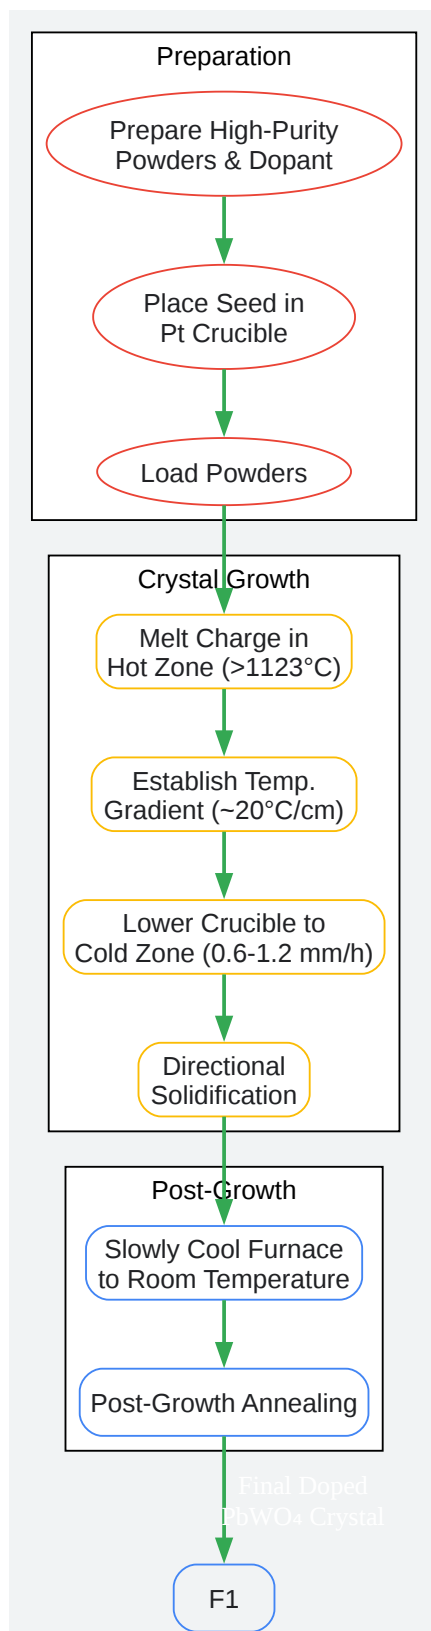 Preparation
Prepare High-Purity
Powders & Dopant
Place Seed in
Pt Crucible
Load Powders
Crystal Growth
Melt Charge in
Hot Zone (>1123°C)
Establish Temp.
Gradient (~20°C/cm)
Lower Crucible to
Cold Zone (0.6-1.2 mm/h)
Directional
Solidification
Post-Growth
Slowly Cool Furnace
to Room Temperature
Post-Growth Annealing
Final Doped
PbWO₄ Crystal
F1